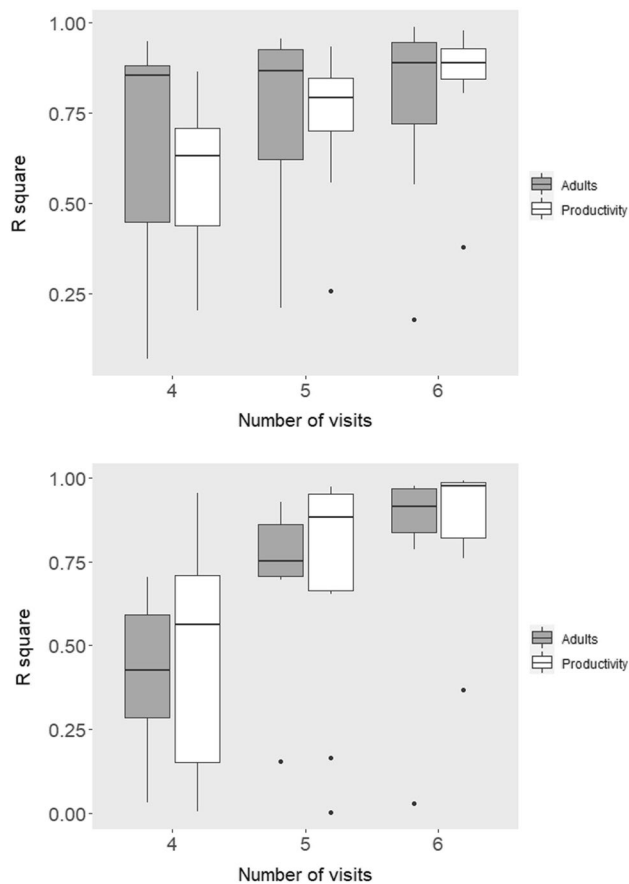 1.00
0.75
0.50
0.25
R square
4
5
6
Number of visits
Adults
Productivity
1.00
0.75
0.50
0.25
0.00
R square
4
5
6
Number of visits
Adults
Productivity